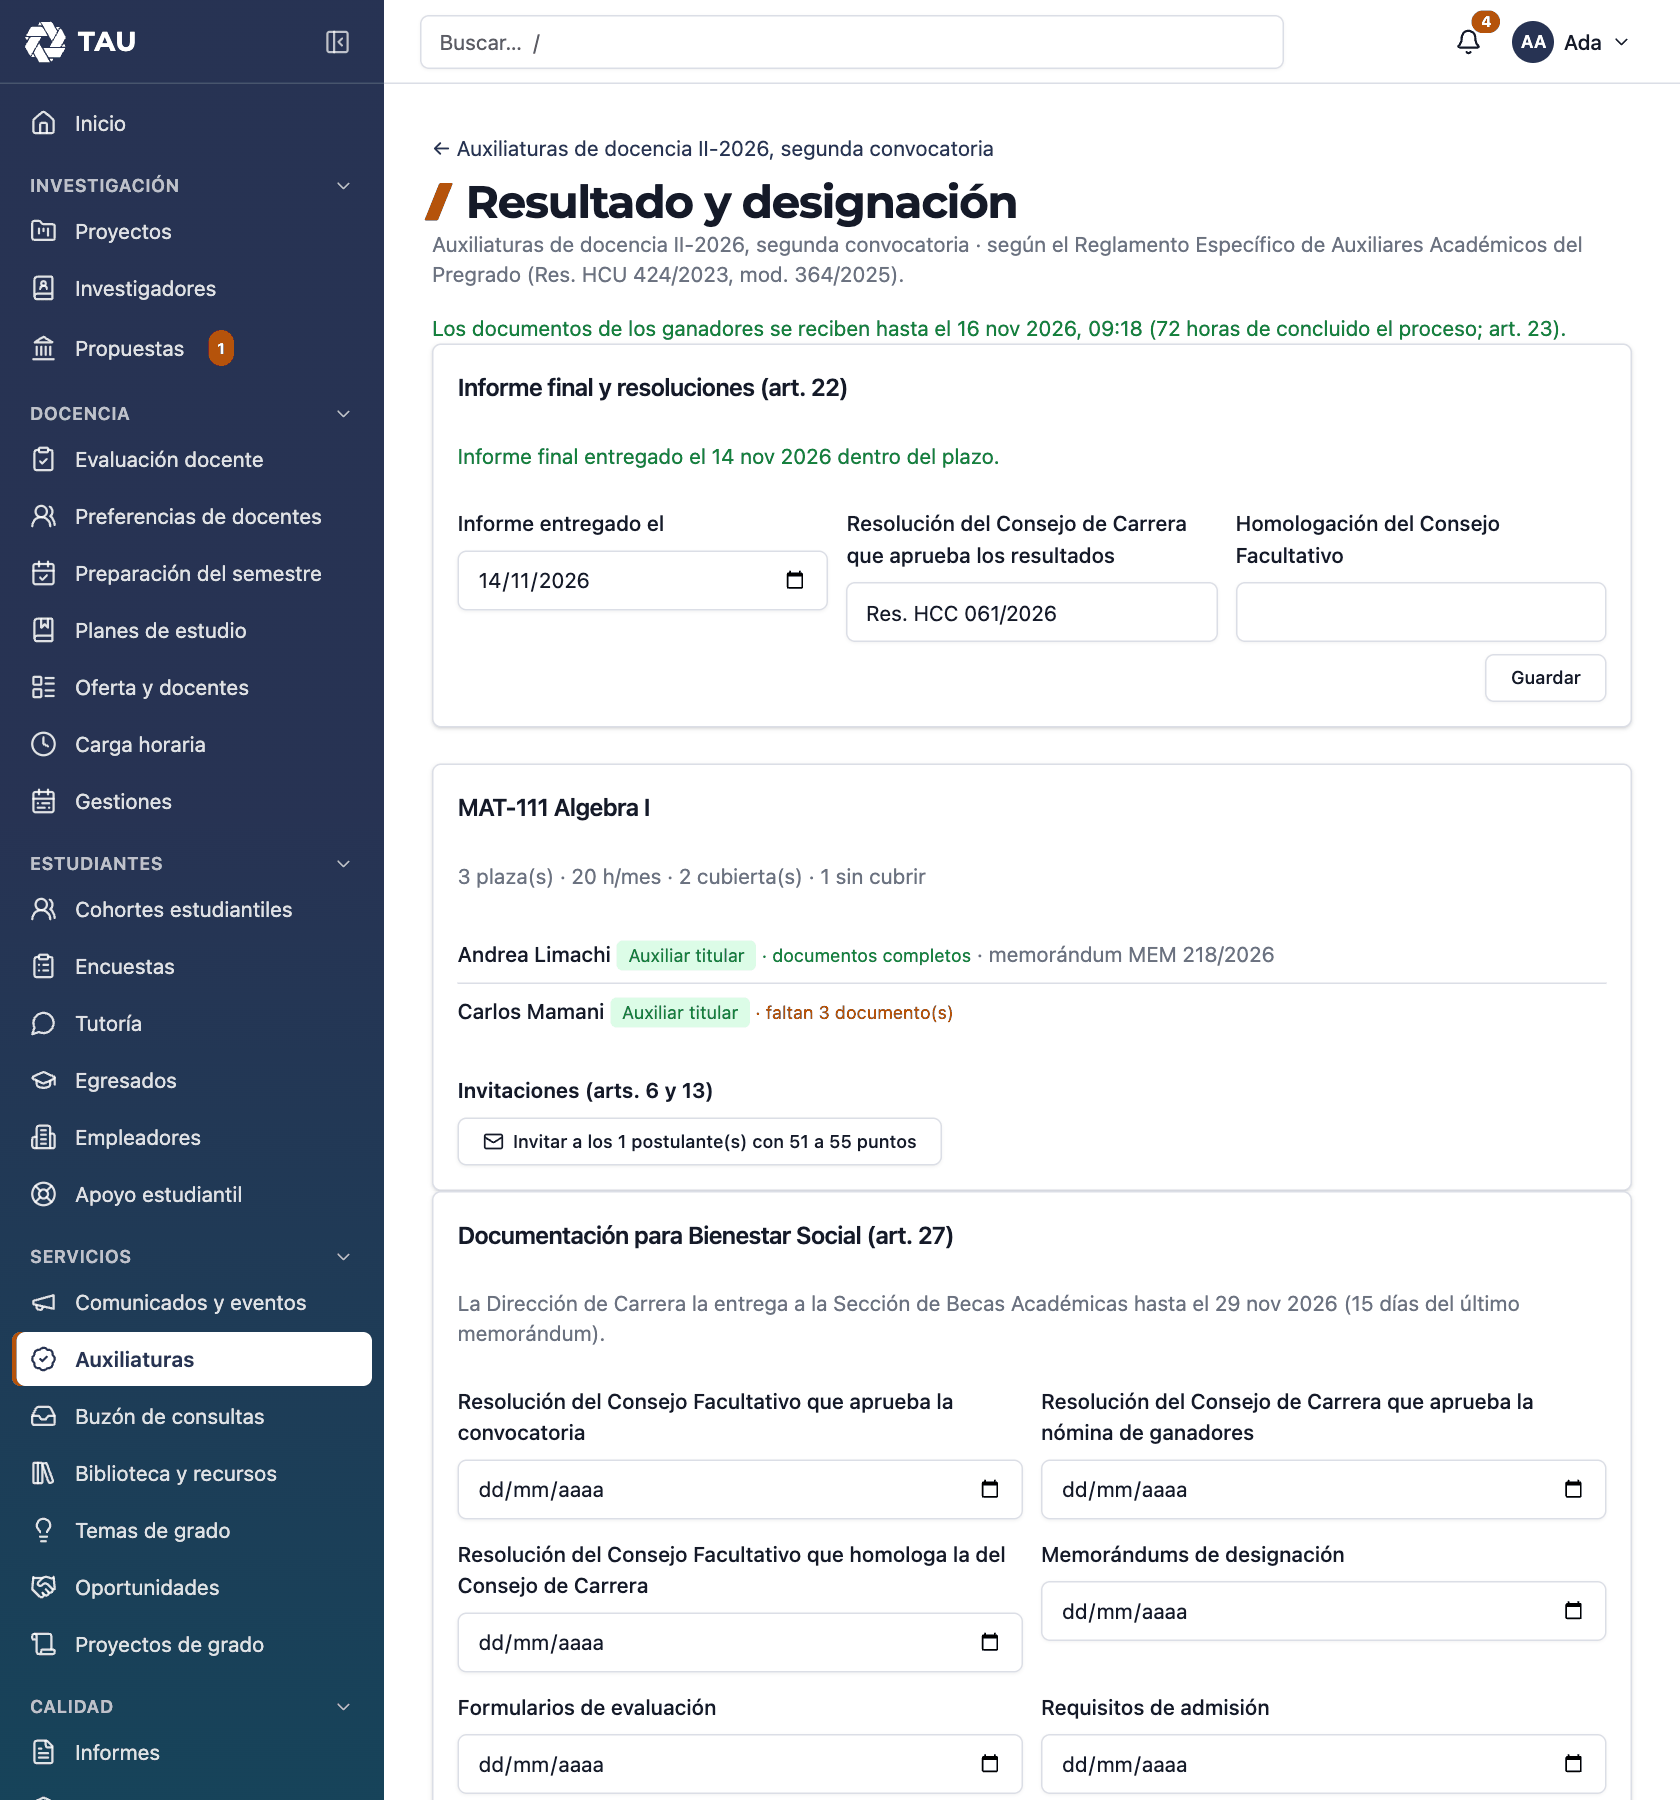 TAU
Buscar... /
4
AA
Ada
Inicio
INVESTIGACIÓN
Proyectos
Investigadores
Propuestas 1
DOCENCIA
Evaluación docente
Preferencias de docentes
Preparación del semestre
Planes de estudio
Oferta y docentes
Carga horaria
Gestiones
ESTUDIANTES
Cohortes estudiantiles
Encuestas
Tutoría
Egresados
Empleadores
Apoyo estudiantil
SERVICIOS
Comunicados y eventos
Auxiliaturas
Buzón de consultas
Biblioteca y recursos
Temas de grado
Oportunidades
Proyectos de grado
CALIDAD
Informes
← Auxiliaturas de docencia II-2026, segunda convocatoria
Resultado y designación
Auxiliaturas de docencia II-2026, segunda convocatoria · según el Reglamento Específico de Auxiliares Académicos del
Pregrado (Res. HCU 424/2023, mod. 364/2025).
Los documentos de los ganadores se reciben hasta el 16 nov 2026, 09:18 (72 horas de concluido el proceso; art. 23).
Informe final y resoluciones (art. 22)
Informe final entregado el 14 nov 2026 dentro del plazo.
Informe entregado el
14/11/2026
Resolución del Consejo de Carrera
que aprueba los resultados
Res. HCC 061/2026
Homologación del Consejo
Facultativo
Guardar
MAT-111 Algebra I
3 plaza(s) · 20 h/mes · 2 cubierta(s) · 1 sin cubrir
Andrea Limachi Auxiliar titular · documentos completos · memorándum MEM 218/2026
Carlos Mamani Auxiliar titular · faltan 3 documento(s)
Invitaciones (arts. 6 y 13)
Invitar a los 1 postulante(s) con 51 a 55 puntos
Documentación para Bienestar Social (art. 27)
La Dirección de Carrera la entrega a la Sección de Becas Académicas hasta el 29 nov 2026 (15 días del último
memorándum).
Resolución del Consejo Facultativo que aprueba la
convocatoria
dd/mm/aaaa
Resolución del Consejo de Carrera que aprueba la
nómina de ganadores
dd/mm/aaaa
Resolución del Consejo Facultativo que homologa la del
Consejo de Carrera
dd/mm/aaaa
Memorándums de designación
dd/mm/aaaa
Formularios de evaluación
dd/mm/aaaa
Requisitos de admisión
dd/mm/aaaa